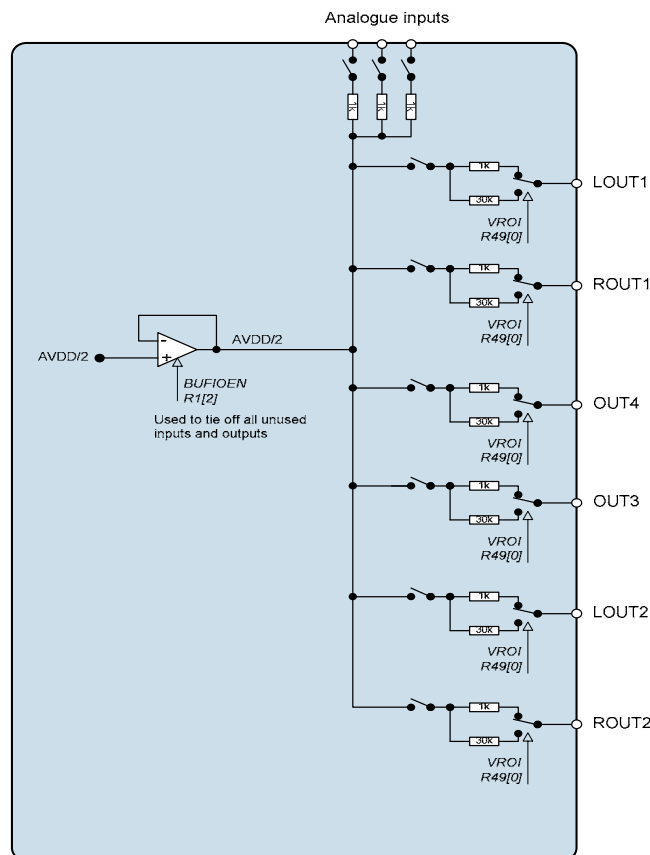 Analogue inputs
1k 1k 1k
1k
LOUT1
30k
VROI
R49[0]
1k
ROUT1
30k
VROI
R49[0]
AVDD/2
-
+
AVDD/2
BUFIOEN
R1[2]
Used to tie off all unused
inputs and outputs
1k
OUT4
30k
VROI
R49[0]
1k
OUT3
30k
VROI
R49[0]
1k
LOUT2
30k
VROI
R49[0]
1k
ROUT2
30k
VROI
R49[0]